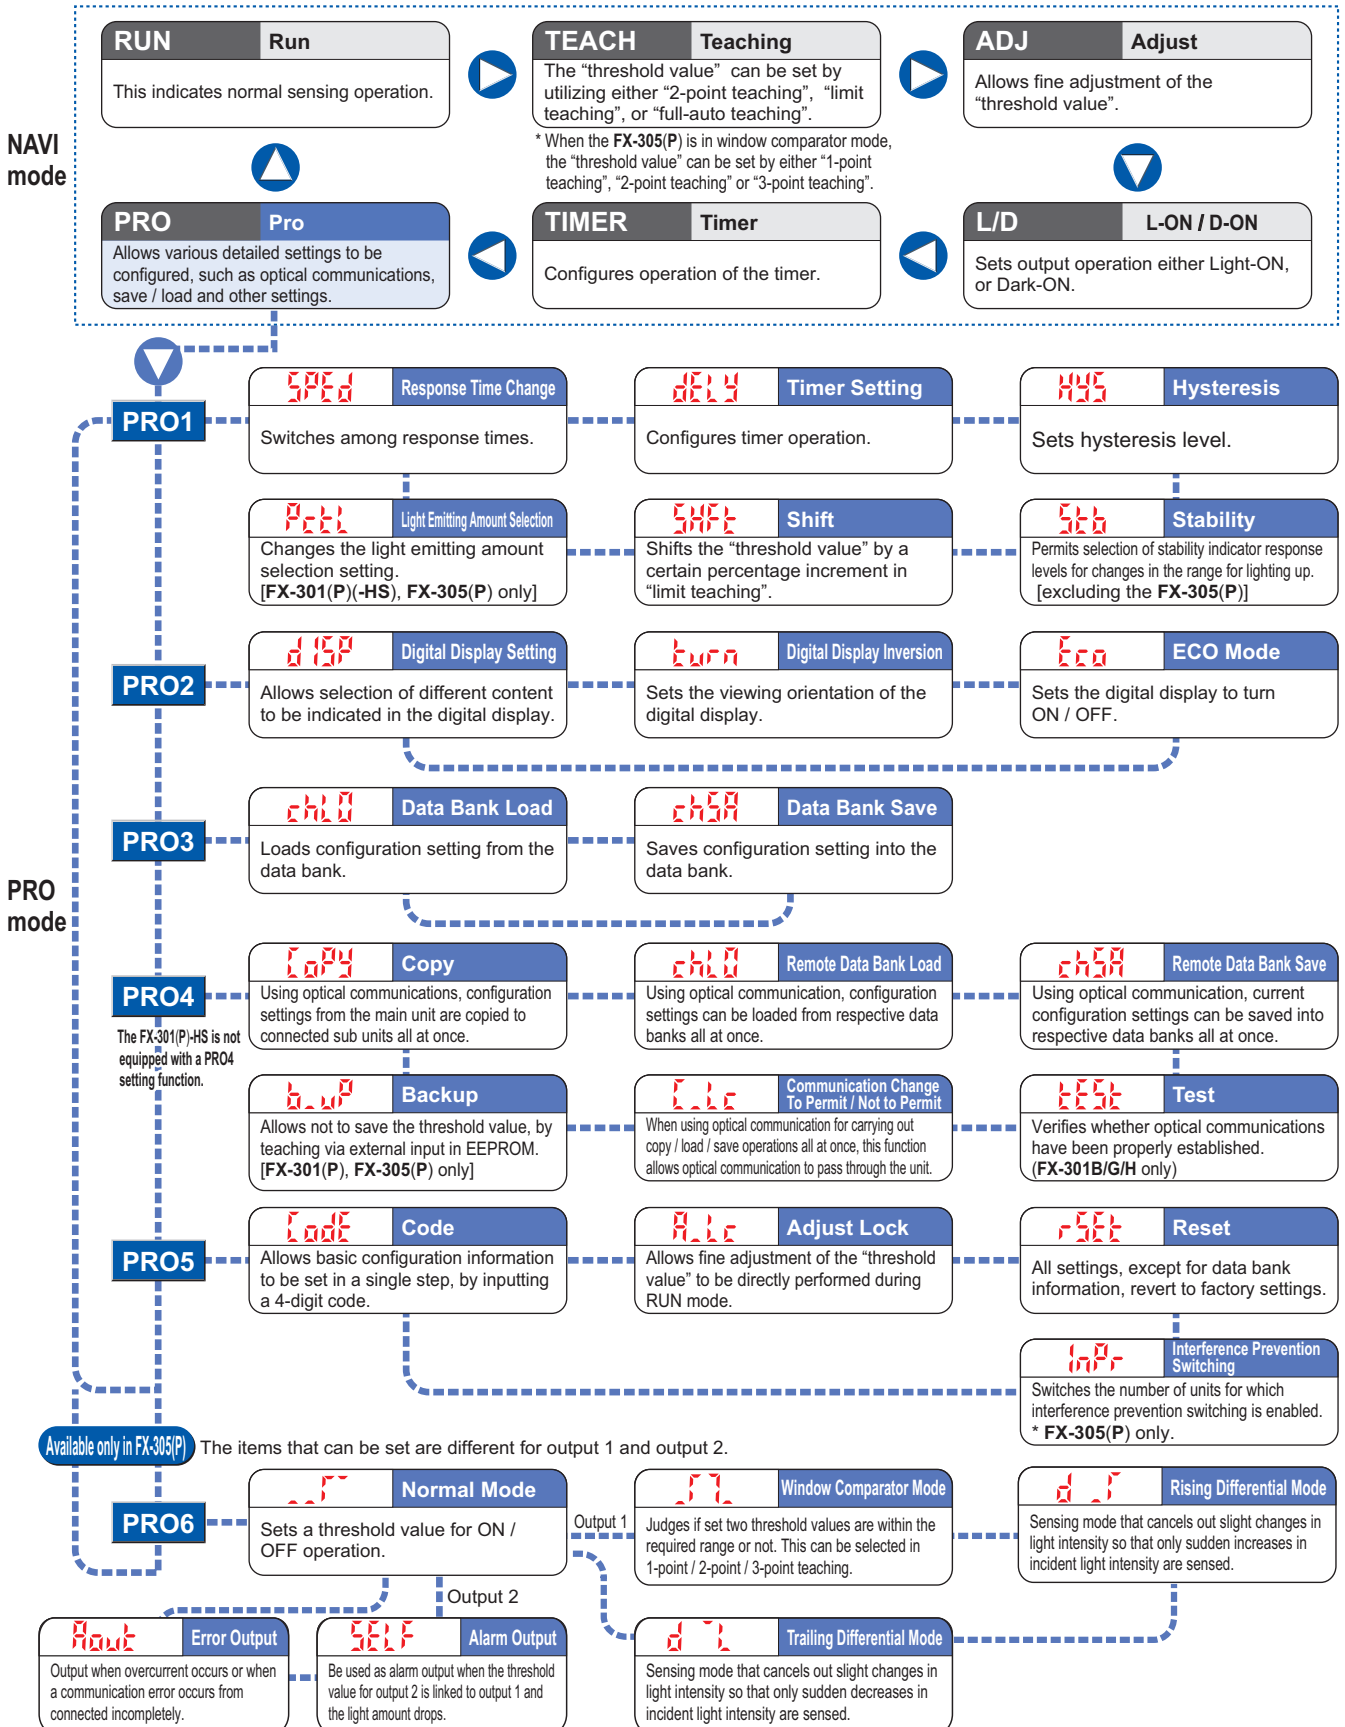 NAVI
mode
RUN Run
This indicates normal sensing operation.
TEACH Teaching
The “threshold value” can be set by
utilizing either “2-point teaching”, “limit
teaching”, or “full-auto teaching”.
* When the FX-305(P) is in window comparator mode,
the “threshold value” can be set by either “1-point
teaching”, “2-point teaching” or “3-point teaching”.
ADJ Adjust
Allows fine adjustment of the
“threshold value”.
PRO Pro
Allows various detailed settings to be
configured, such as optical communications,
save / load and other settings.
TIMER Timer
Configures operation of the timer.
L/D L-ON / D-ON
Sets output operation either Light-ON,
or Dark-ON.
PRO
mode
PRO1
SPEd Response Time Change
Switches among response times.
dELY Timer Setting
Configures timer operation.
HYS Hysteresis
Sets hysteresis level.
PctL Light Emitting Amount Selection
Changes the light emitting amount
selection setting.
[FX-301(P)(-HS), FX-305(P) only]
SHFt Shift
Shifts the “threshold value” by a
certain percentage increment in
“limit teaching”.
Stb Stability
Permits selection of stability indicator response
levels for changes in the range for lighting up.
[excluding the FX-305(P)]
PRO2
dISP Digital Display Setting
Allows selection of different content
to be indicated in the digital display.
turn Digital Display Inversion
Sets the viewing orientation of the
digital display.
Eco ECO Mode
Sets the digital display to turn
ON / OFF.
PRO3
chLO Data Bank Load
Loads configuration setting from the
data bank.
chSA Data Bank Save
Saves configuration setting into the
data bank.
PRO4
The FX-301(P)-HS is not
equipped with a PRO4
setting function.
CoPY Copy
Using optical communications, configuration
settings from the main unit are copied to
connected sub units all at once.
chLO Remote Data Bank Load
Using optical communication, configuration
settings can be loaded from respective data
banks all at once.
chSA Remote Data Bank Save
Using optical communication, current
configuration settings can be saved into
respective data banks all at once.
b_uP Backup
Allows not to save the threshold value, by
teaching via external input in EEPROM.
[FX-301(P), FX-305(P) only]
C_Lc Communication Change
To Permit / Not to Permit
When using optical communication for carrying out
copy / load / save operations all at once, this function
allows optical communication to pass through the unit.
tESt Test
Verifies whether optical communications
have been properly established.
(FX-301B/G/H only)
PRO5
CodE Code
Allows basic configuration information
to be set in a single step, by inputting
a 4-digit code.
A_Lc Adjust Lock
Allows fine adjustment of the “threshold
value” to be directly performed during
RUN mode.
rSEt Reset
All settings, except for data bank
information, revert to factory settings.
InPr Interference Prevention
Switching
Switches the number of units for which
interference prevention switching is enabled.
* FX-305(P) only.
Available only in FX-305(P) The items that can be set are different for output 1 and output 2.
PRO6
Normal Mode
Sets a threshold value for ON /
OFF operation.
Output 1
Window Comparator Mode
Judges if set two threshold values are within the
required range or not. This can be selected in
1-point / 2-point / 3-point teaching.
d Rising Differential Mode
Sensing mode that cancels out slight changes in
light intensity so that only sudden increases in
incident light intensity are sensed.
Output 2
Aout Error Output
Output when overcurrent occurs or when
a communication error occurs from
connected incompletely.
SELF Alarm Output
Be used as alarm output when the threshold
value for output 2 is linked to output 1 and
the light amount drops.
d Trailing Differential Mode
Sensing mode that cancels out slight changes in
light intensity so that only sudden decreases in
incident light intensity are sensed.